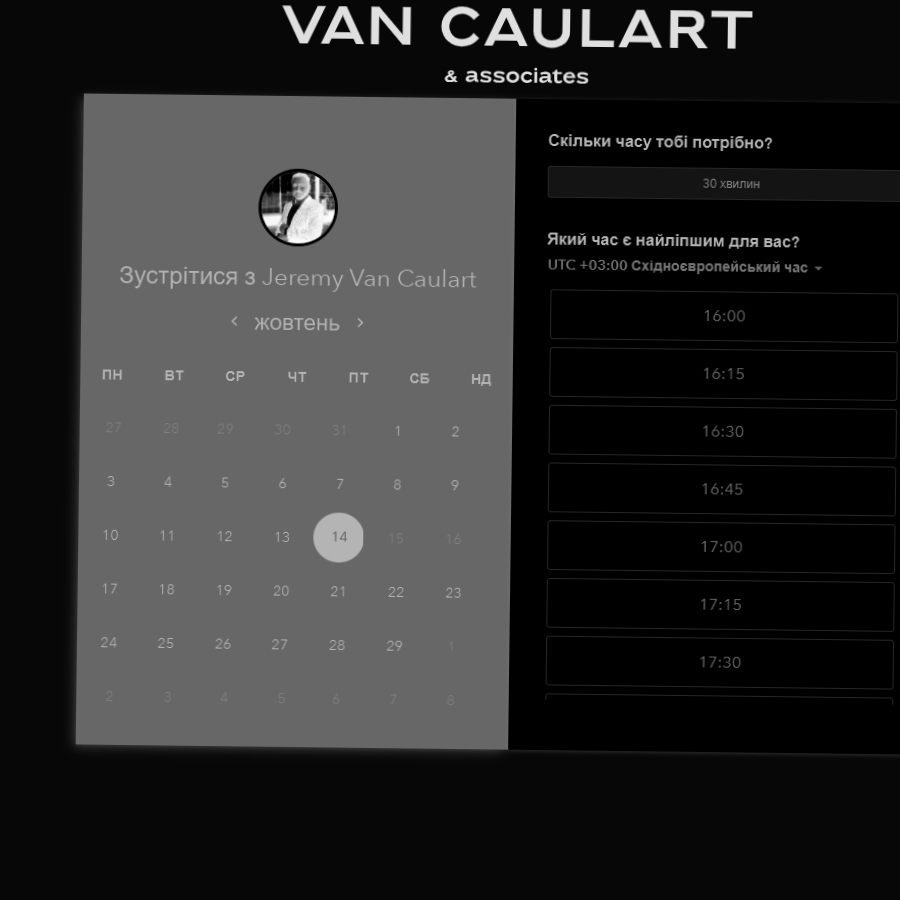 VAN CAULART
& associates
Зустрітися з Jeremy Van Caulart
жовтень
ПН ВТ СР ЧТ ПТ СБ НД
27 28 29 30 31 1 2
3 4 5 6 7 8 9
10 11 12 13 14 15 16
17 18 19 20 21 22 23
24 25 26 27 28 29 1
2 3 4 5 6 7 8
Скільки часу тобі потрібно?
30 хвилин
Який час є найліпшим для вас?
UTC +03:00 Східноєвропейський час
16:00
16:15
16:30
16:45
17:00
17:15
17:30